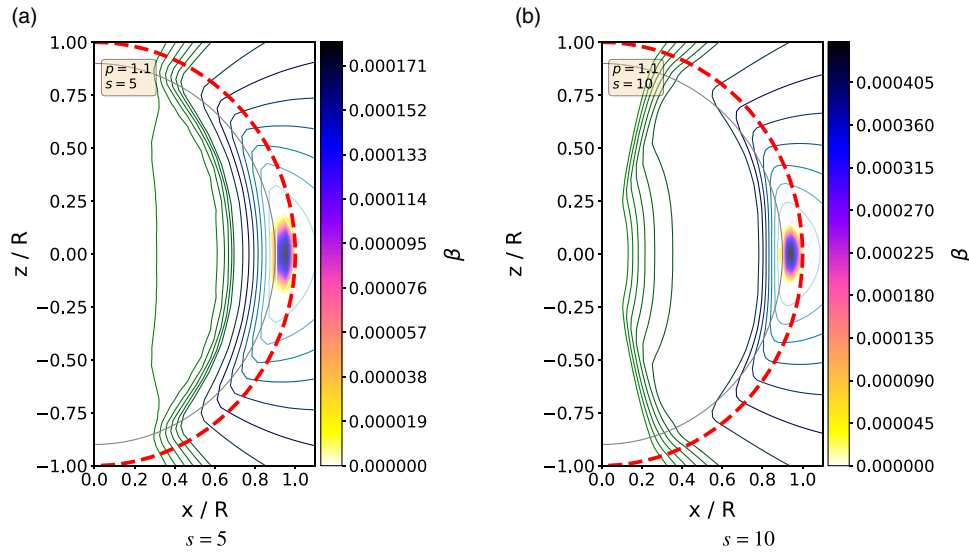 (a)
p = 1.1
s = 5
1.00
0.75
0.50
0.25
0.00
−0.25
−0.50
−0.75
−1.00
z / R
0.0 0.2 0.4 0.6 0.8 1.0
x / R
0.000171
0.000152
0.000133
0.000114
0.000095
0.000076
0.000057
0.000038
0.000019
0.000000
β
s = 5
(b)
p = 1.1
s = 10
1.00
0.75
0.50
0.25
0.00
−0.25
−0.50
−0.75
−1.00
z / R
0.0 0.2 0.4 0.6 0.8 1.0
x / R
0.000405
0.000360
0.000315
0.000270
0.000225
0.000180
0.000135
0.000090
0.000045
0.000000
β
s = 10